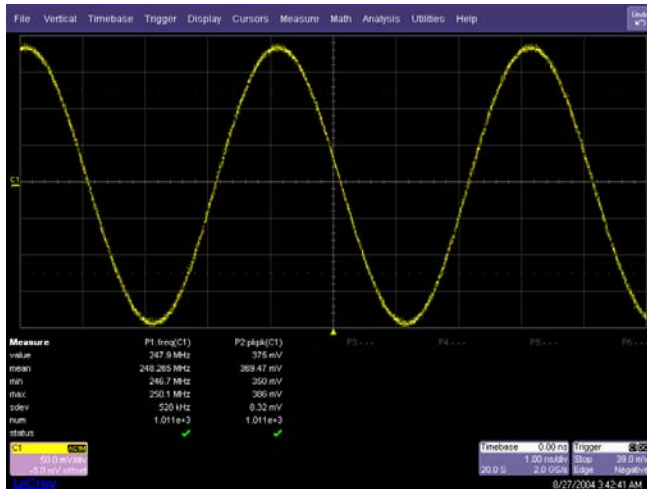 File Vertical Timebase Trigger Display Cursors Measure Math Analysis Utilities Help
Undo
C1
Measure P1:freq(C1) P2:pkpk(C1) P3:--- P4:--- P5:--- P6:---
value 247.9 MHz 375 mV
mean 248.265 MHz 369.47 mV
min 246.7 MHz 350 mV
max 250.1 MHz 386 mV
sdev 528 kHz 8.32 mV
num 1.011e+3 1.011e+3
status
C1
50.0 mV/div
-5.0 mV offset
Timebase 0.00 ns
1.00 ns/div
20.0 S 2.0 GS/s
Trigger
Stop 39.0 mV
Edge Negative
LeCroy
8/27/2004 3:42:41 AM